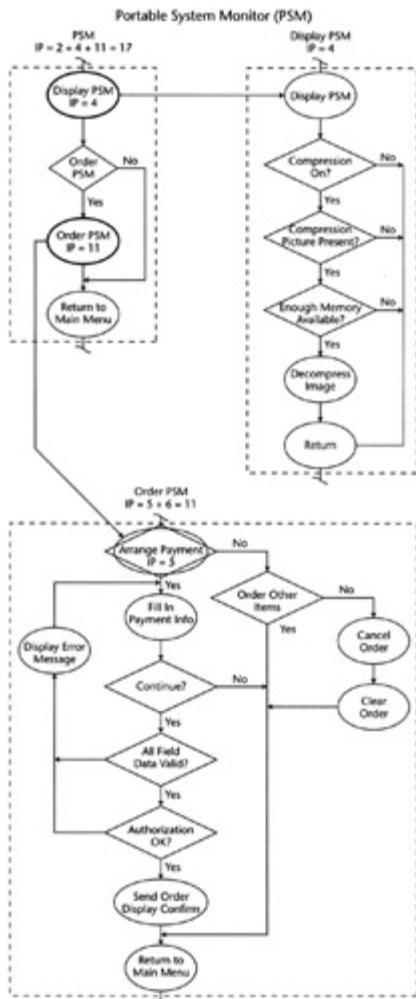 Portable System Monitor (PSM)
PSM
IP = 2 + 4 + 11 = 17
Display PSM
IP = 4
Order
PSM
No
Yes
Order PSM
IP = 11
Return to
Main Menu
Display PSM
IP = 4
Display PSM
Compression
On?
No
Yes
Compression
Picture Present?
No
Yes
Enough Memory
Available?
No
Yes
Decompress
Image
Return
Order PSM
IP = 5 + 6 = 11
Arrange Payment
IP = 5
No
Yes
Fill In
Payment Info
Order Other
Items
No
Yes
Cancel
Order
Display Error
Message
Continue?
No
Clear
Order
Yes
All Field
Data Valid?
Yes
Authorization
OK?
Yes
Send Order
Display Confirm
Return to
Main Menu